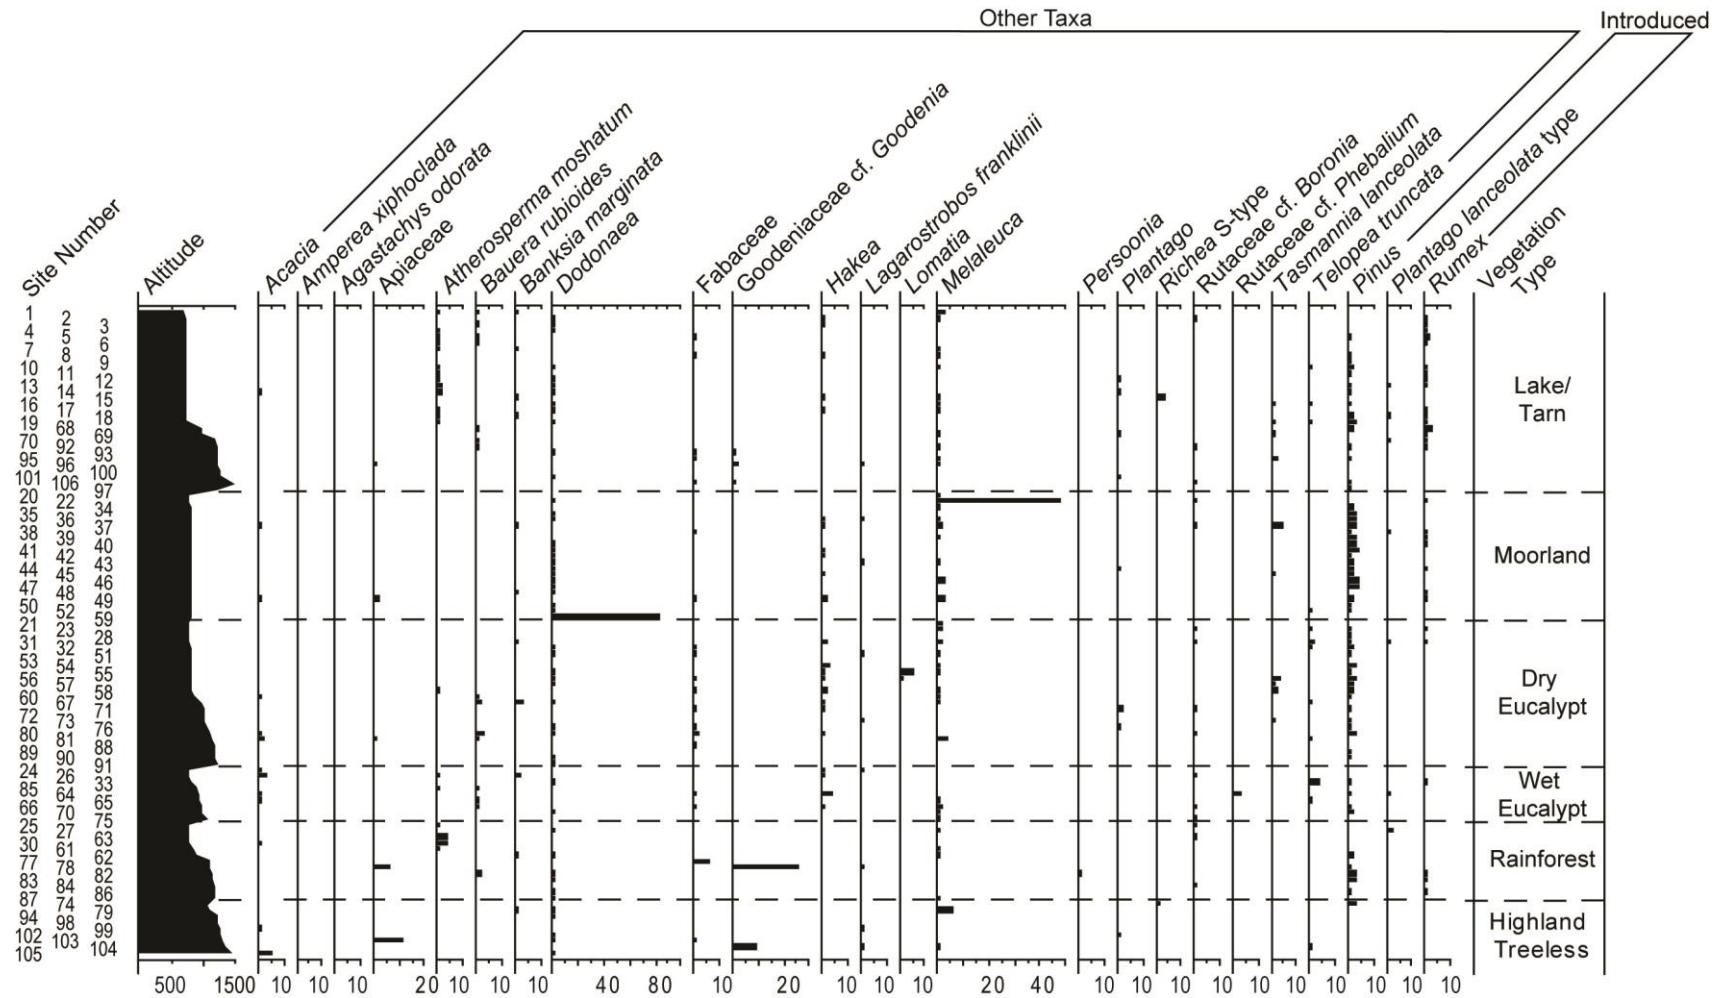 Other Taxa
Introduced
Site Number
Altitude
Acacia
Amperea xiphoclada
Agastachys odorata
Apiaceae
Atherosperma moshatum
Bauera rubioides
Banksia marginata
Dodonaea
Fabaceae
Goodeniaceae cf. Goodenia
Hakea
Lagarostrobos franklinii
Lomatia
Melaleuca
Persoonia
Plantago
Richea S-type
Rutaceae cf. Boronia
Rutaceae cf. Phebalium
Tasmannia lanceolata
Telopea truncata
Pinus
Plantago lanceolata type
Rumex
Vegetation
Type
1 2 3
4 5 6
7 8 9
10 11 12
13 14 15
16 17 18
19 68 69
70 92 93
95 96 100
101 106 97
20 22 34
35 36 37
38 39 40
41 42 43
44 45 46
47 48 49
50 52 59
21 23 28
31 32 51
53 54 55
56 57 58
60 67 71
72 73 76
80 81 88
89 90 91
24 26 33
85 64 65
66 70 75
25 27 63
30 61 62
77 78 82
83 84 86
87 74 79
94 98 99
102 103 104
105
Lake/
Tarn
Moorland
Dry
Eucalypt
Wet
Eucalypt
Rainforest
Highland
Treeless
500 1500 10 10 10 20 10 10 10 40 80 10 20 10 10 10 20 40 10 10 10 10 10 10 10 10 10 10